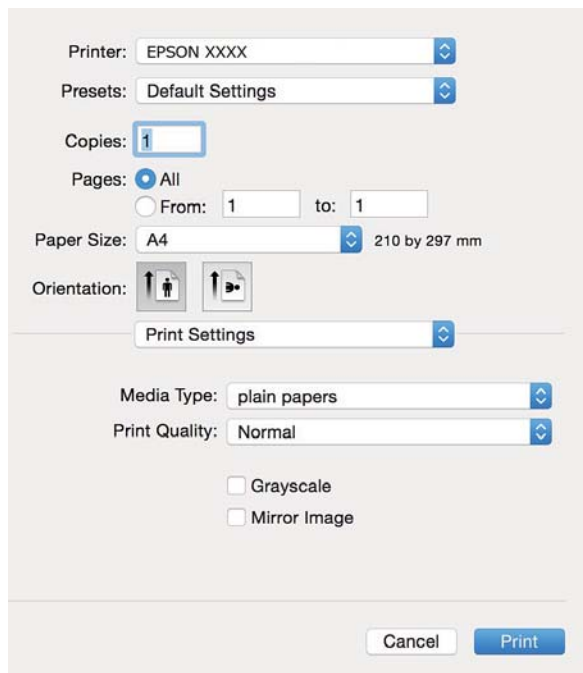 Printer: EPSON XXXX
Presets: Default Settings
Copies: 1
Pages: All
From: 1 to: 1
Paper Size: A4 210 by 297 mm
Orientation:
Print Settings
Media Type: plain papers
Print Quality: Normal
Grayscale
Mirror Image
Cancel Print